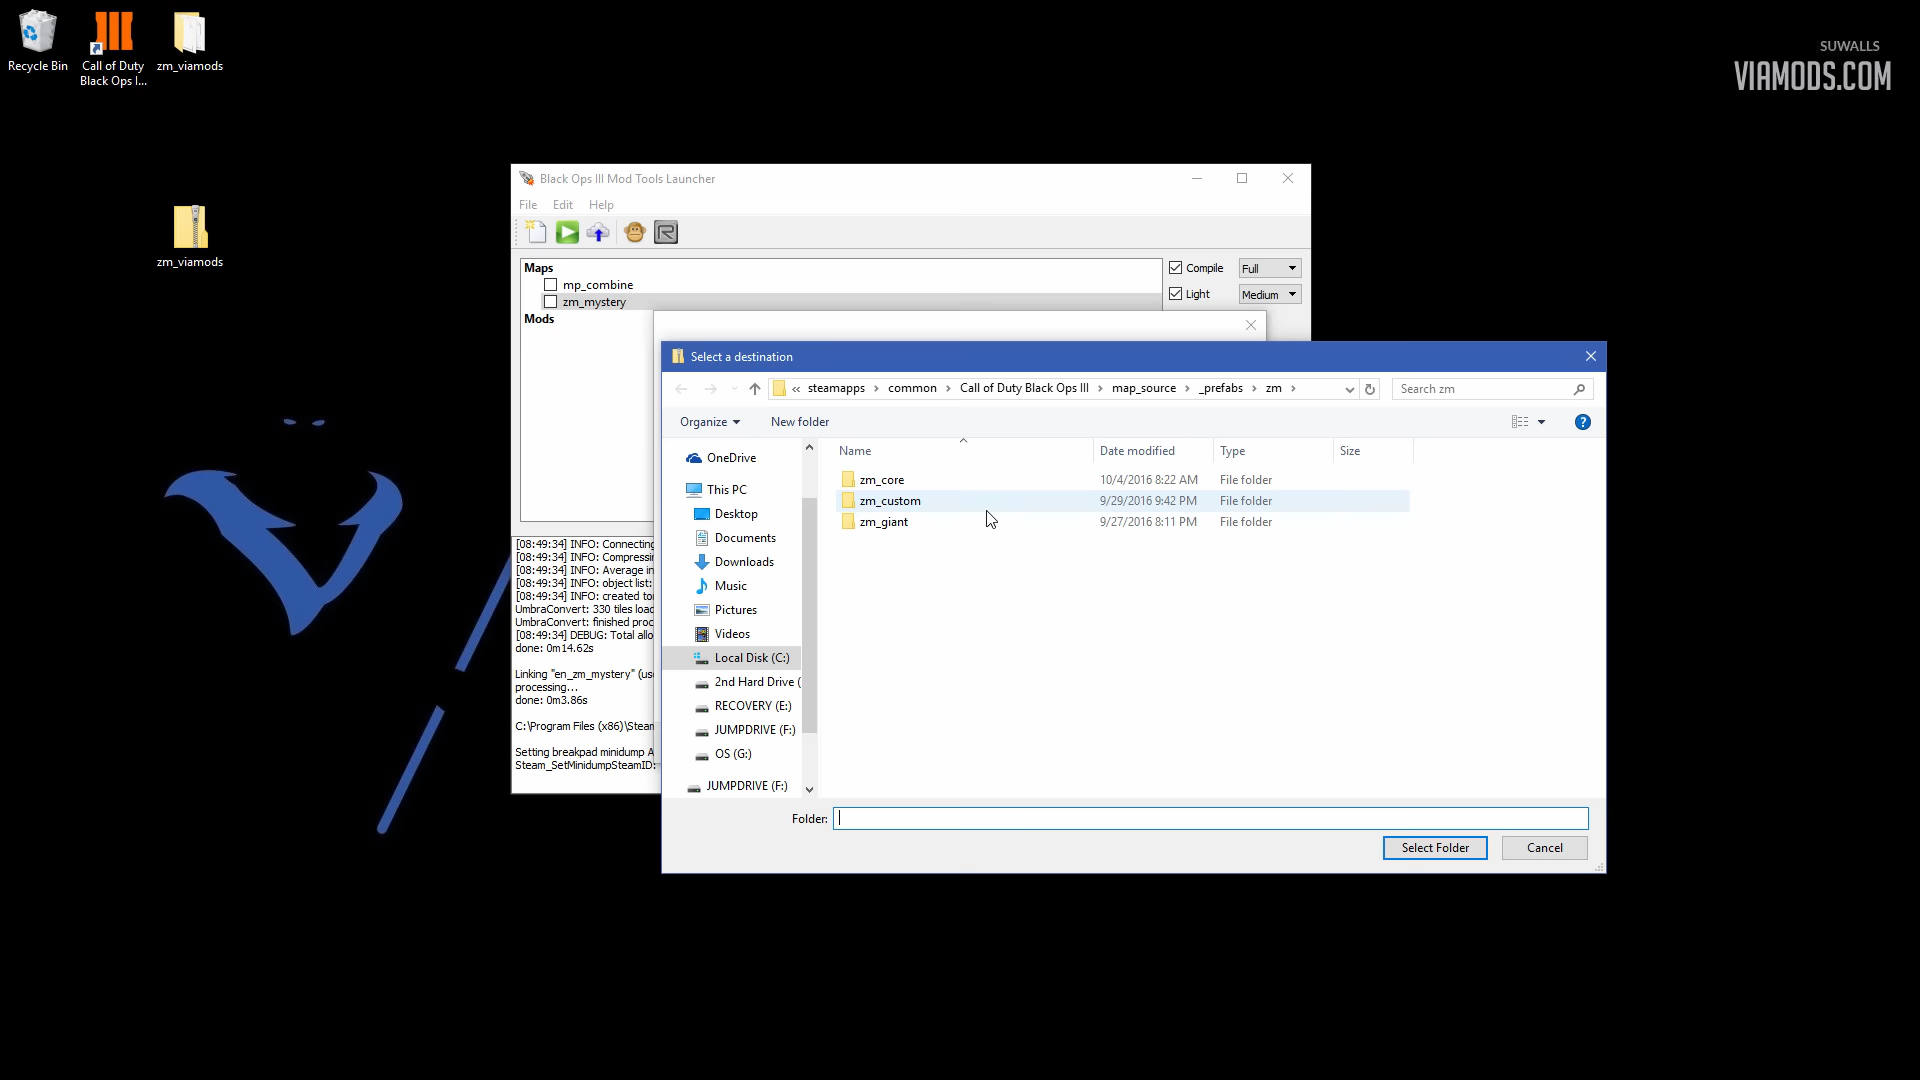 Recycle Bin
Call of Duty
Black Ops I...
zm_viamods
SUWALLS
VIAMODS.COM
zm_viamods
Black Ops III Mod Tools Launcher
File Edit Help
Maps
mp_combine
zm_mystery
Mods
Compile Full
Light Medium
[08:49:34] INFO: Connecting
[08:49:34] INFO: Compressin
[08:49:34] INFO: Average in
[08:49:34] INFO: object list:
[08:49:34] INFO: created to
UmbraConvert: 330 tiles load
UmbraConvert: finished proc
[08:49:34] DEBUG: Total allo
done: 0m14.62s
Linking "en_zm_mystery" (us
processing...
done: 0m3.86s
C:\Program Files (x86)\Steam
Setting breakpad minidump A
Steam_SetMinidumpSteamID:
Select a destination
« steamapps › common › Call of Duty Black Ops III › map_source › _prefabs › zm ›
Search zm
Organize New folder
OneDrive
This PC
Desktop
Documents
Downloads
Music
Pictures
Videos
Local Disk (C:)
2nd Hard Drive (
RECOVERY (E:)
JUMPDRIVE (F:)
OS (G:)
JUMPDRIVE (F:)
Name Date modified Type Size
zm_core 10/4/2016 8:22 AM File folder
zm_custom 9/29/2016 9:42 PM File folder
zm_giant 9/27/2016 8:11 PM File folder
Folder:
Select Folder Cancel